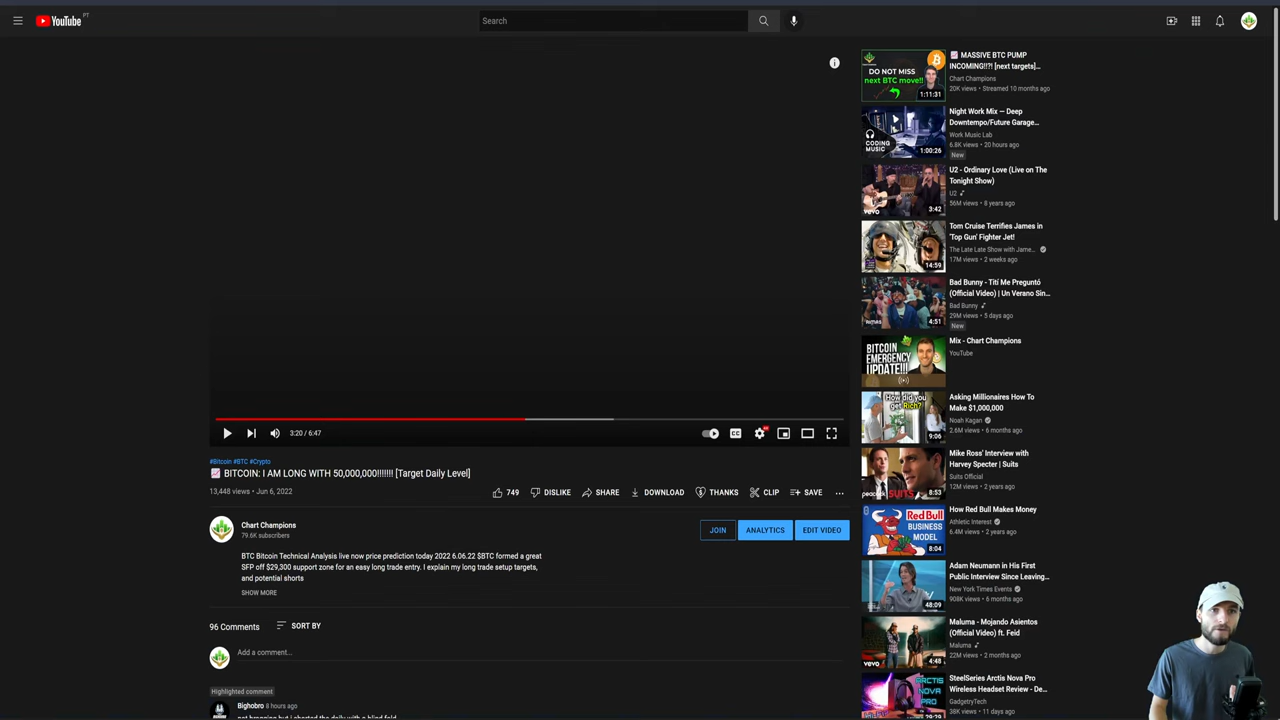 YouTube
PT
Search
3:20 / 6:47
#Bitcoin #BTC #Crypto
BITCOIN: I AM LONG WITH 50,000,000!!!!!!! [Target Daily Level]
13,448 views • Jun 6, 2022
749
DISLIKE
SHARE
DOWNLOAD
THANKS
CLIP
SAVE
Chart Champions
79.6K subscribers
JOIN
ANALYTICS
EDIT VIDEO
BTC Bitcoin Technical Analysis live now price prediction today 2022 6.06.22 $BTC formed a great
SFP off $29,300 support zone for an easy long trade entry. I explain my long trade setup targets,
and potential shorts
SHOW MORE
96 Comments
SORT BY
Add a comment...
Highlighted comment
Bighobro 8 hours ago
DO NOT MISS
next BTC move!!
1:11:31
MASSIVE BTC PUMP
INCOMING!!?! [next targets]...
Chart Champions
20K views • Streamed 10 months ago
CODING
MUSIC
1:00:26
Night Work Mix — Deep
Downtempo/Future Garage...
Work Music Lab
6.8K views • 20 hours ago
New
vevo
3:42
U2 - Ordinary Love (Live on The
Tonight Show)
U2
56M views • 8 years ago
14:59
Tom Cruise Terrifies James in
'Top Gun' Fighter Jet!
The Late Late Show with Jame...
17M views • 2 weeks ago
4:51
Bad Bunny - Tití Me Preguntó
(Official Video) | Un Verano Sin...
Bad Bunny
29M views • 5 days ago
New
BITCOIN
EMERGENCY
UPDATE!!!
Mix - Chart Champions
YouTube
How did you
get Rich?
9:06
Asking Millionaires How To
Make $1,000,000
Noah Kagan
2.6M views • 6 months ago
peacock SUITS
8:53
Mike Ross' Interview with
Harvey Specter | Suits
Suits Official
12M views • 2 years ago
Red Bull
BUSINESS
MODEL
8:04
How Red Bull Makes Money
Athletic Interest
6.4M views • 2 years ago
48:09
Adam Neumann in His First
Public Interview Since Leaving...
New York Times Events
908K views • 6 months ago
vevo
4:48
Maluma - Mojando Asientos
(Official Video) ft. Feid
Maluma
22M views • 2 months ago
ARCTIS
NOVA
PRO
29:29
SteelSeries Arctis Nova Pro
Wireless Headset Review - De...
GadgetryTech
38K views • 11 days ago